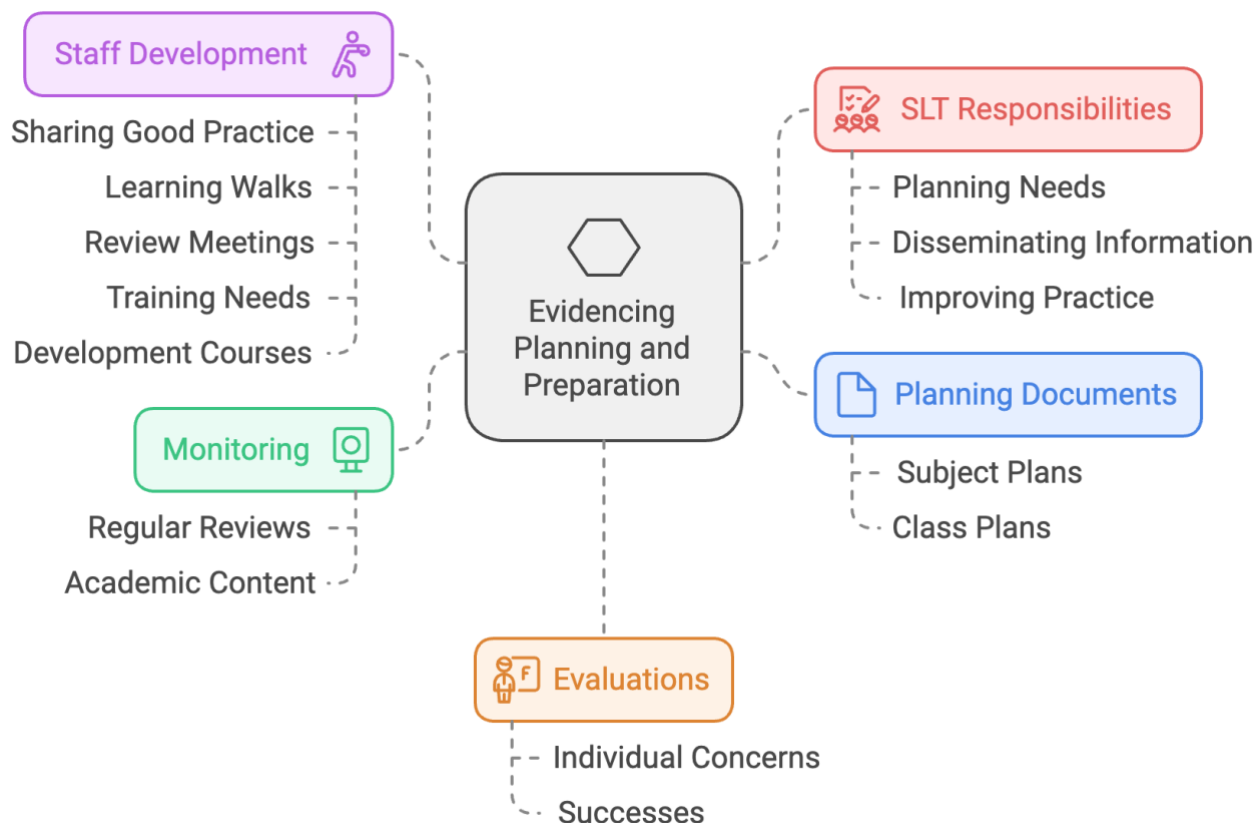 Staff Development
Sharing Good Practice
Learning Walks
Review Meetings
Training Needs
Development Courses
Monitoring
Regular Reviews
Academic Content
Evidencing
Planning and
Preparation
SLT Responsibilities
Planning Needs
Disseminating Information
Improving Practice
Planning Documents
Subject Plans
Class Plans
F
Evaluations
Individual Concerns
Successes